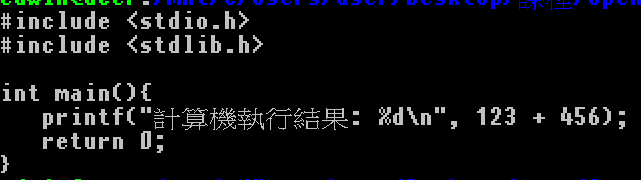 #include <stdio.h>
#include <stdlib.h>
int main(){
printf("計算機執行結果: %d\n", 123 + 456);
return 0;
}